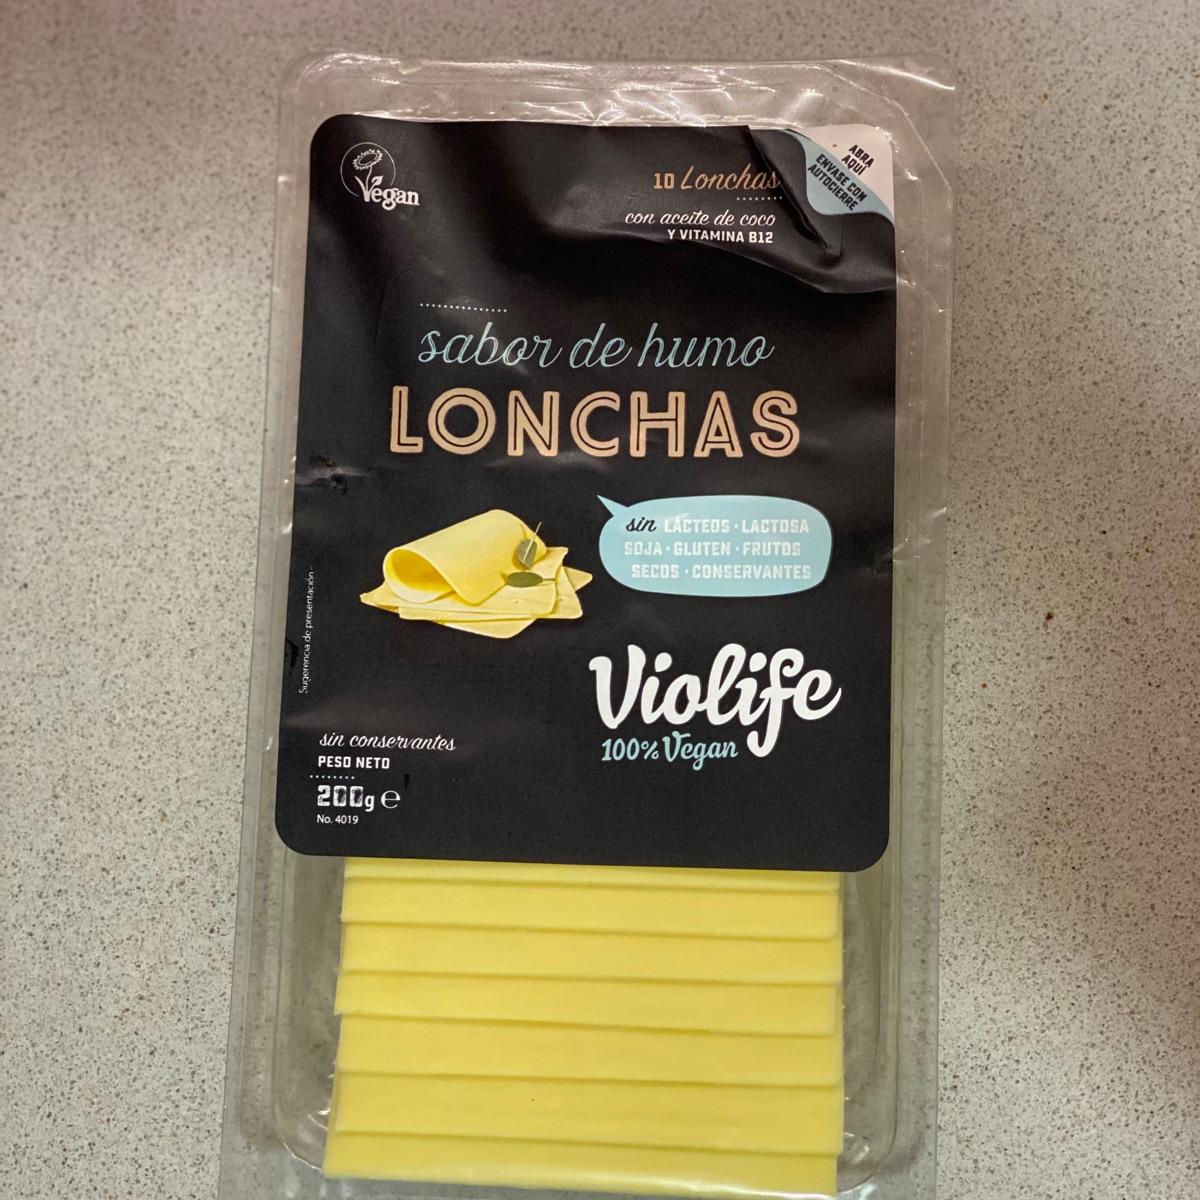 Vegan
10 Lonchas
con aceite de coco
Y VITAMINA B12
ABRA
AQUÍ
ENVASE CON
AUTOCIERRE
sabor de humo
LONCHAS
sin LÁCTEOS · LACTOSA
SOJA · GLUTEN · FRUTOS
SECOS · CONSERVANTES
Sugerencia de presentación
Violife
100% Vegan
sin conservantes
PESO NETO
200g e
No. 4019